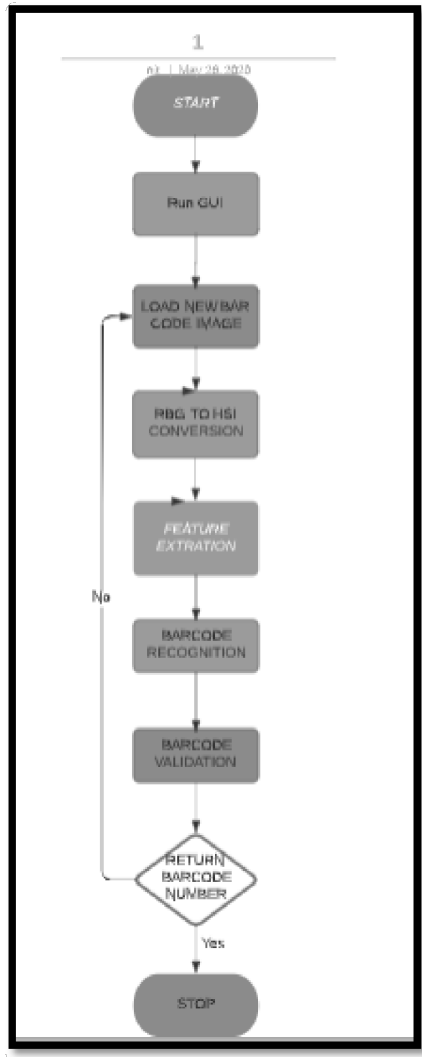 1
| May 26, 2020
START
Run GUI
LOAD NEW BAR
CODE IMAGE
RBG TO HSI
CONVERSION
FEATURE
EXTRATION
No
BARCODE
RECOGNITION
BARCODE
VALIDATION
RETURN
BARCODE
NUMBER
Yes
STOP